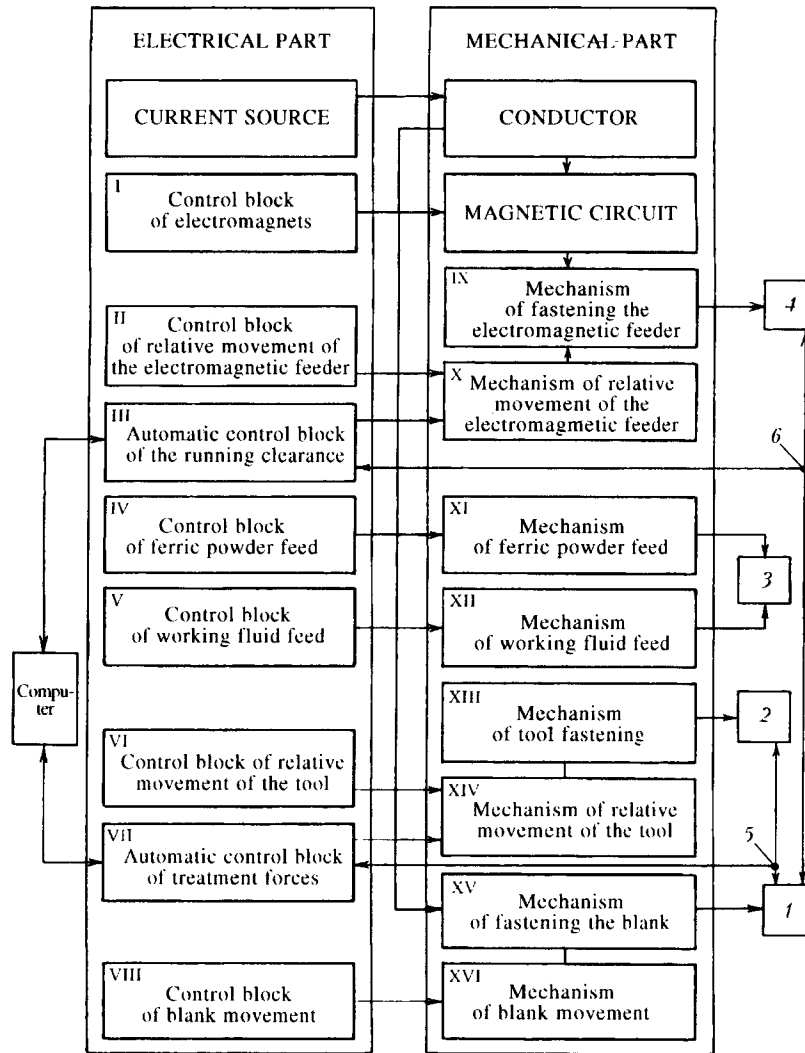 ELECTRICAL PART
CURRENT SOURCE
I
Control block
of electromagnets
II
Control block
of relative movement of
the electromagnetic feeder
III
Automatic control block
of the running clearance
IV
Control block
of ferric powder feed
V
Control block
of working fluid feed
VI
Control block of relative
movement of the tool
VII
Automatic control block
of treatment forces
VIII
Control block
of blank movement
Compu-
ter
MECHANICAL PART
CONDUCTOR
MAGNETIC CIRCUIT
IX
Mechanism
of fastening the
electromagnetic feeder
X
Mechanism of relative
movement of the
electromagmetic feeder
XI
Mechanism
of ferric powder feed
XII
Mechanism
of working fluid feed
XIII
Mechanism
of tool fastening
XIV
Mechanism of relative
movement of the tool
XV
Mechanism
of fastening the blank
XVI
Mechanism
of blank movement
4
6
3
2
5
1